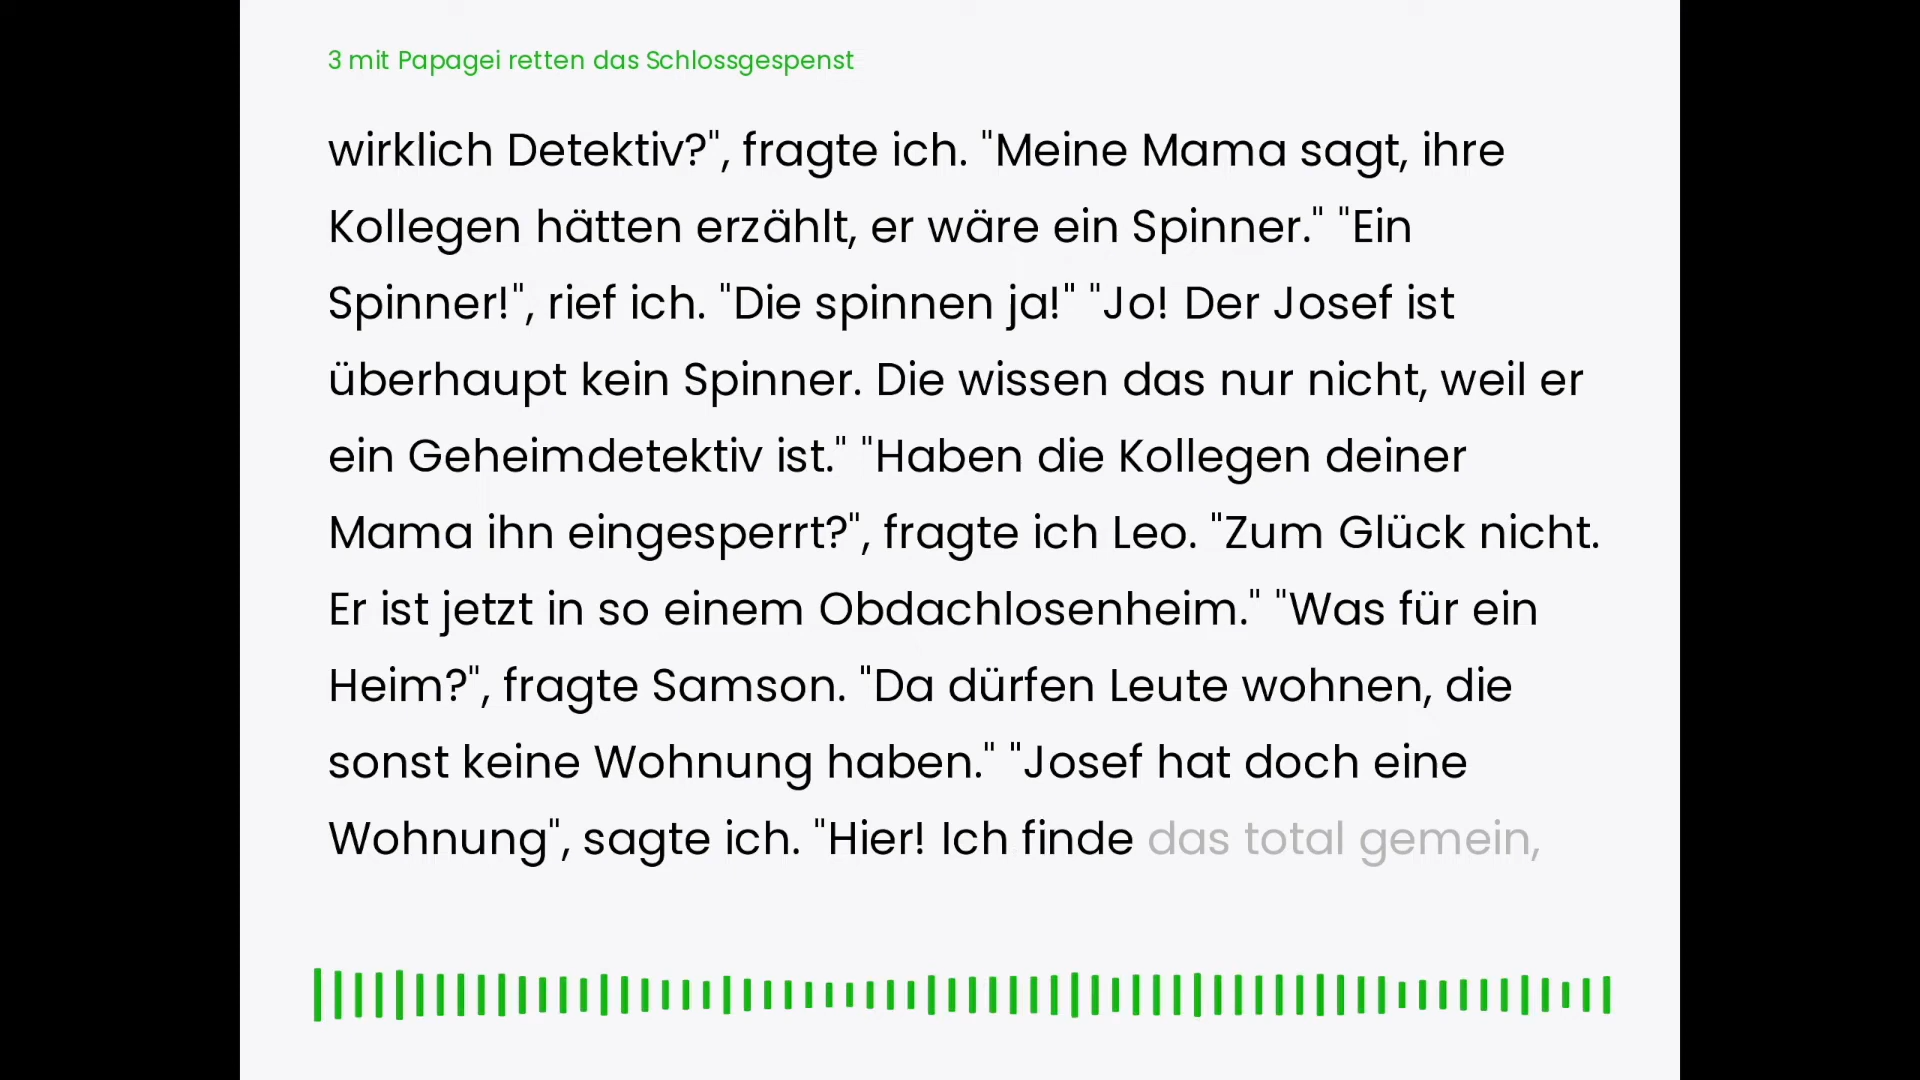 3 mit Papagei retten das Schlossgespenst
wirklich Detektiv?", fragte ich. "Meine Mama sagt, ihre
Kollegen hätten erzählt, er wäre ein Spinner." "Ein
Spinner!", rief ich. "Die spinnen ja!" "Jo! Der Josef ist
überhaupt kein Spinner. Die wissen das nur nicht, weil er
ein Geheimdetektiv ist." "Haben die Kollegen deiner
Mama ihn eingesperrt?", fragte ich Leo. "Zum Glück nicht.
Er ist jetzt in so einem Obdachlosenheim." "Was für ein
Heim?", fragte Samson. "Da dürfen Leute wohnen, die
sonst keine Wohnung haben." "Josef hat doch eine
Wohnung", sagte ich. "Hier! Ich finde das total gemein,